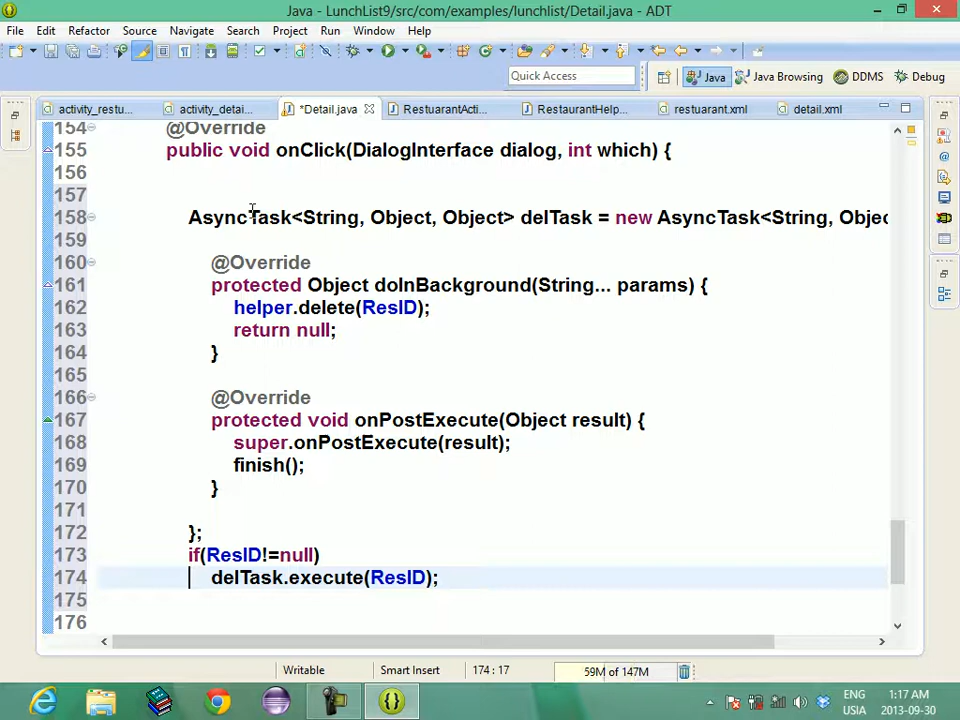 Java - LunchList9/src/com/examples/lunchlist/Detail.java - ADT
File Edit Refactor Source Navigate Search Project Run Window Help
Quick Access Java Java Browsing DDMS Debug
activity_restu... activity_detai... *Detail.java RestuarantActi... RestaurantHelp... restuarant.xml detail.xml
154 @Override
155 public void onClick(DialogInterface dialog, int which) {
156
157
158 AsyncTask<String, Object, Object> delTask = new AsyncTask<String, Objec
159
160 @Override
161 protected Object doInBackground(String... params) {
162 helper.delete(ResID);
163 return null;
164 }
165
166 @Override
167 protected void onPostExecute(Object result) {
168 super.onPostExecute(result);
169 finish();
170 }
171
172 };
173 if(ResID!=null)
174 delTask.execute(ResID);
175
176
Writable Smart Insert 174 : 17 59M of 147M
ENG 1:17 AM
USIA 2013-09-30